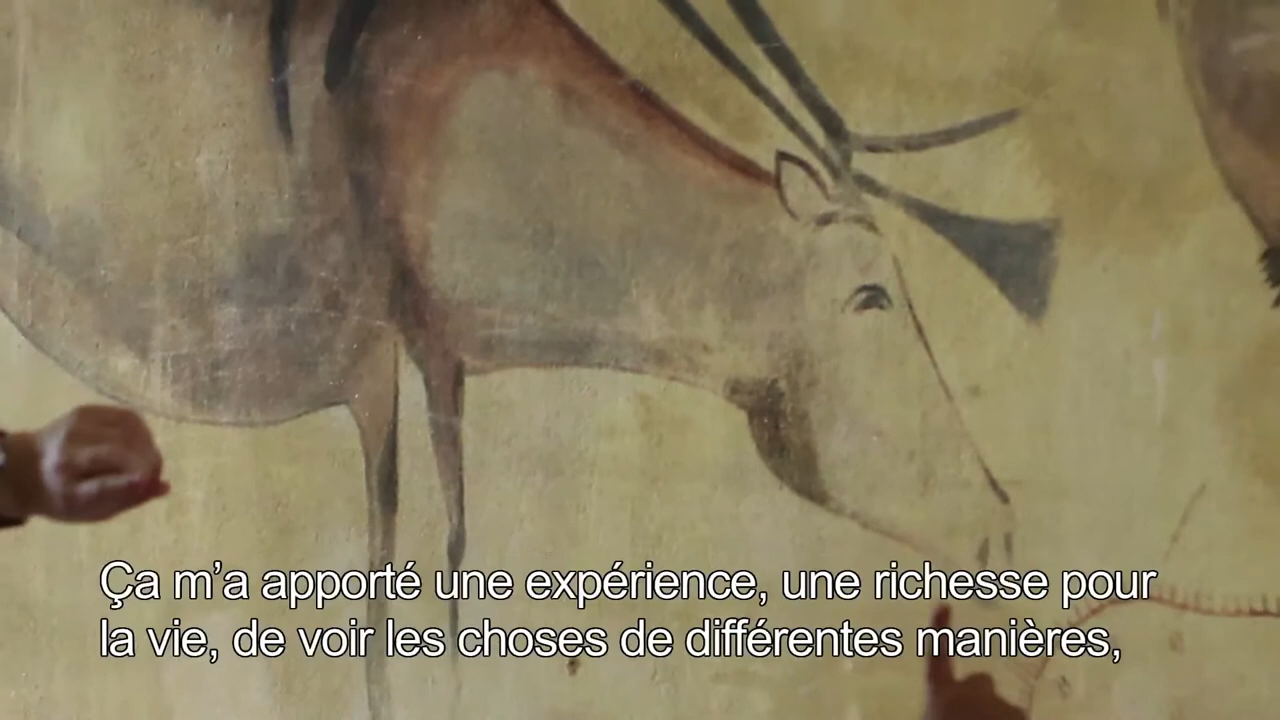 Ça m’a apporté une expérience, une richesse pour
la vie, de voir les choses de différentes manières,